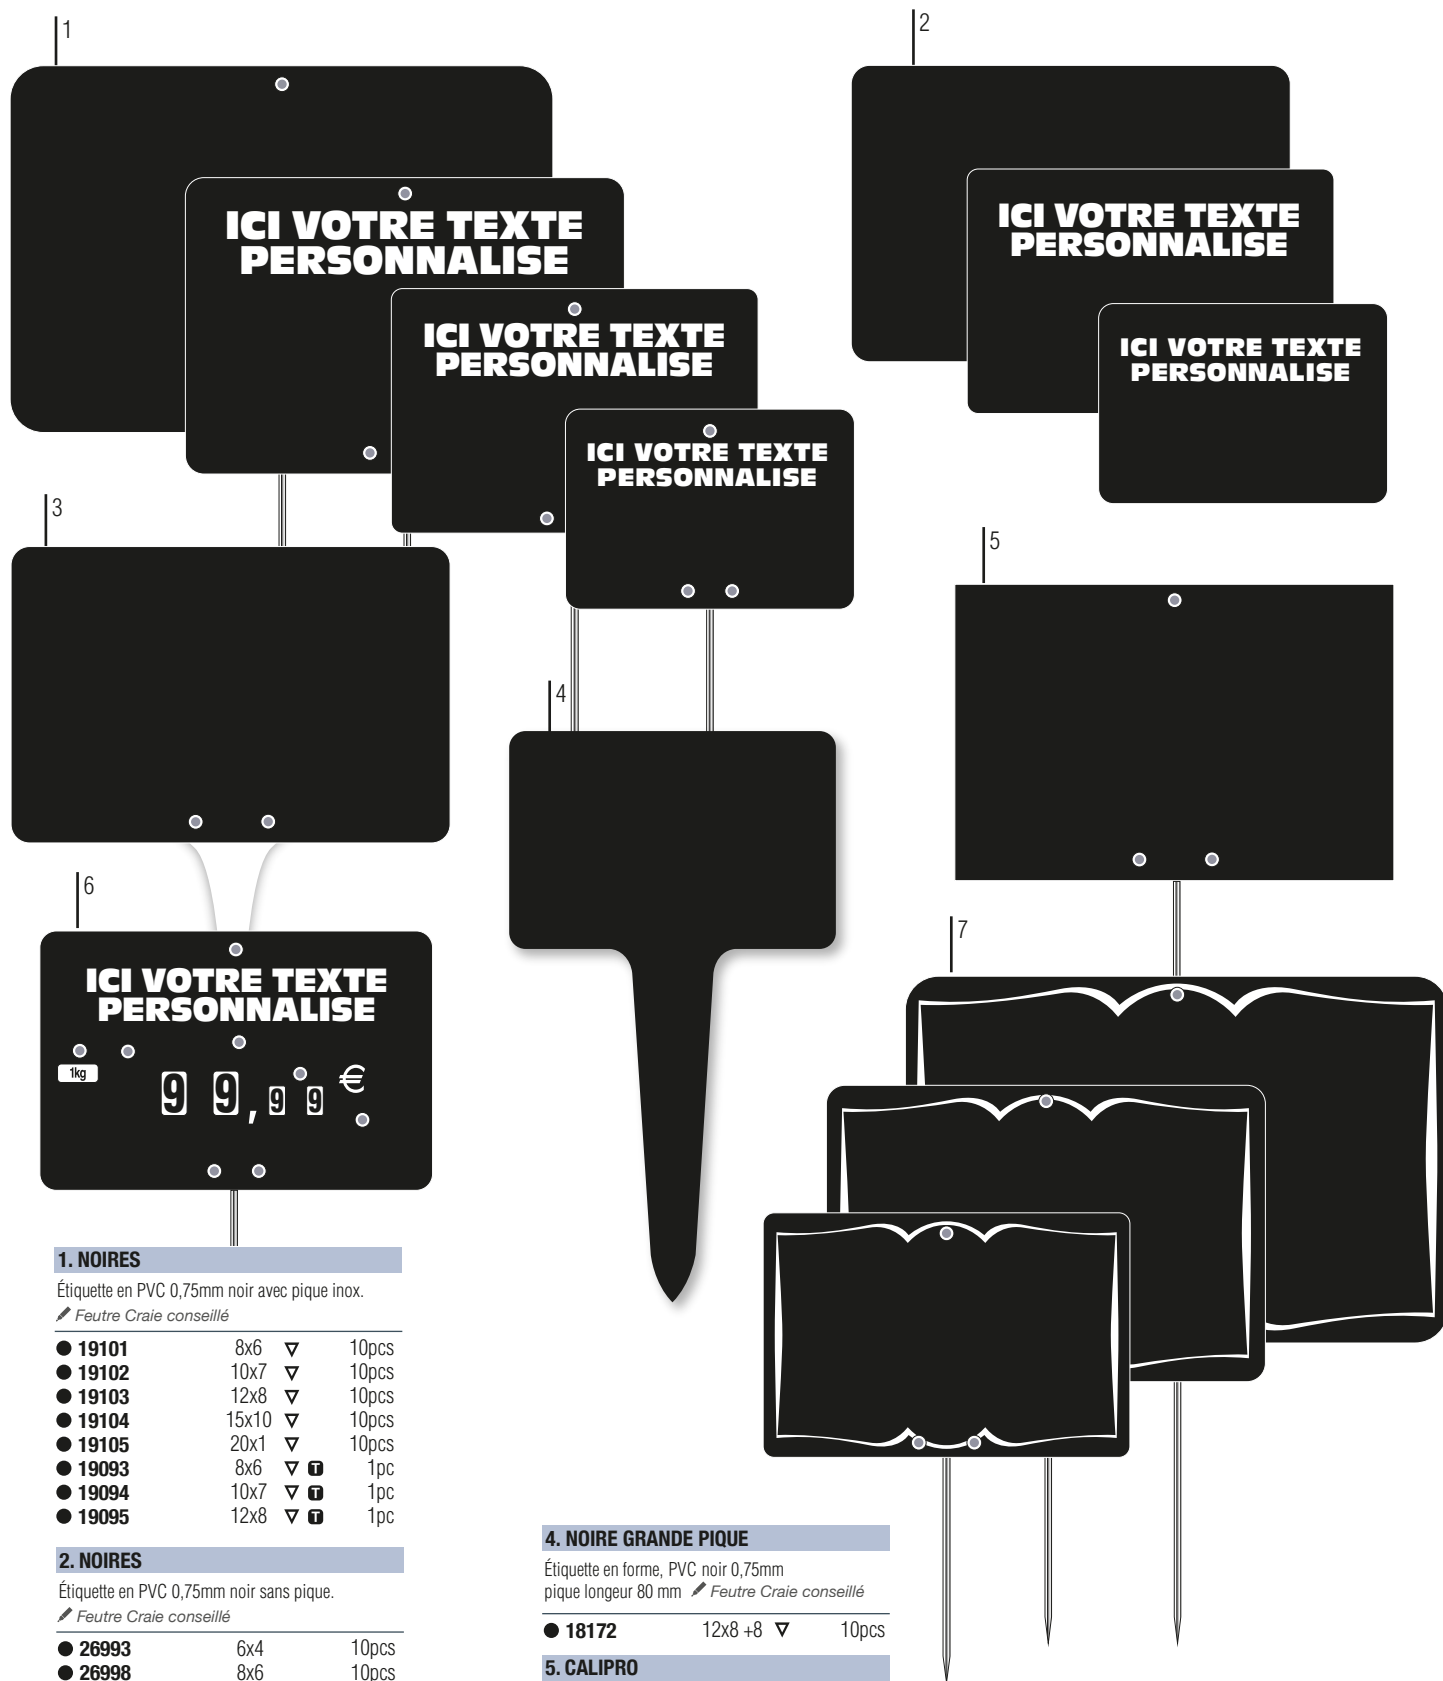 1
2
ICI VOTRE TEXTE
PERSONNALISE
ICI VOTRE TEXTE
PERSONNALISE
ICI VOTRE TEXTE
PERSONNALISE
ICI VOTRE TEXTE
PERSONNALISE
ICI VOTRE TEXTE
PERSONNALISE
3
4
5
6
ICI VOTRE TEXTE
PERSONNALISE
1kg
99,99 €
7
1. NOIRES
Étiquette en PVC 0,75mm noir avec pique inox.
Feutre Craie conseillé
19101 8x6 10pcs
19102 10x7 10pcs
19103 12x8 10pcs
19104 15x10 10pcs
19105 20x1 10pcs
19093 8x6 T 1pc
19094 10x7 T 1pc
19095 12x8 T 1pc
2. NOIRES
Étiquette en PVC 0,75mm noir sans pique.
Feutre Craie conseillé
26993 6x4 10pcs
26998 8x6 10pcs
4. NOIRE GRANDE PIQUE
Étiquette en forme, PVC noir 0,75mm
pique longeur 80 mm Feutre Craie conseillé
18172 12x8 +8 10pcs
5. CALIPRO